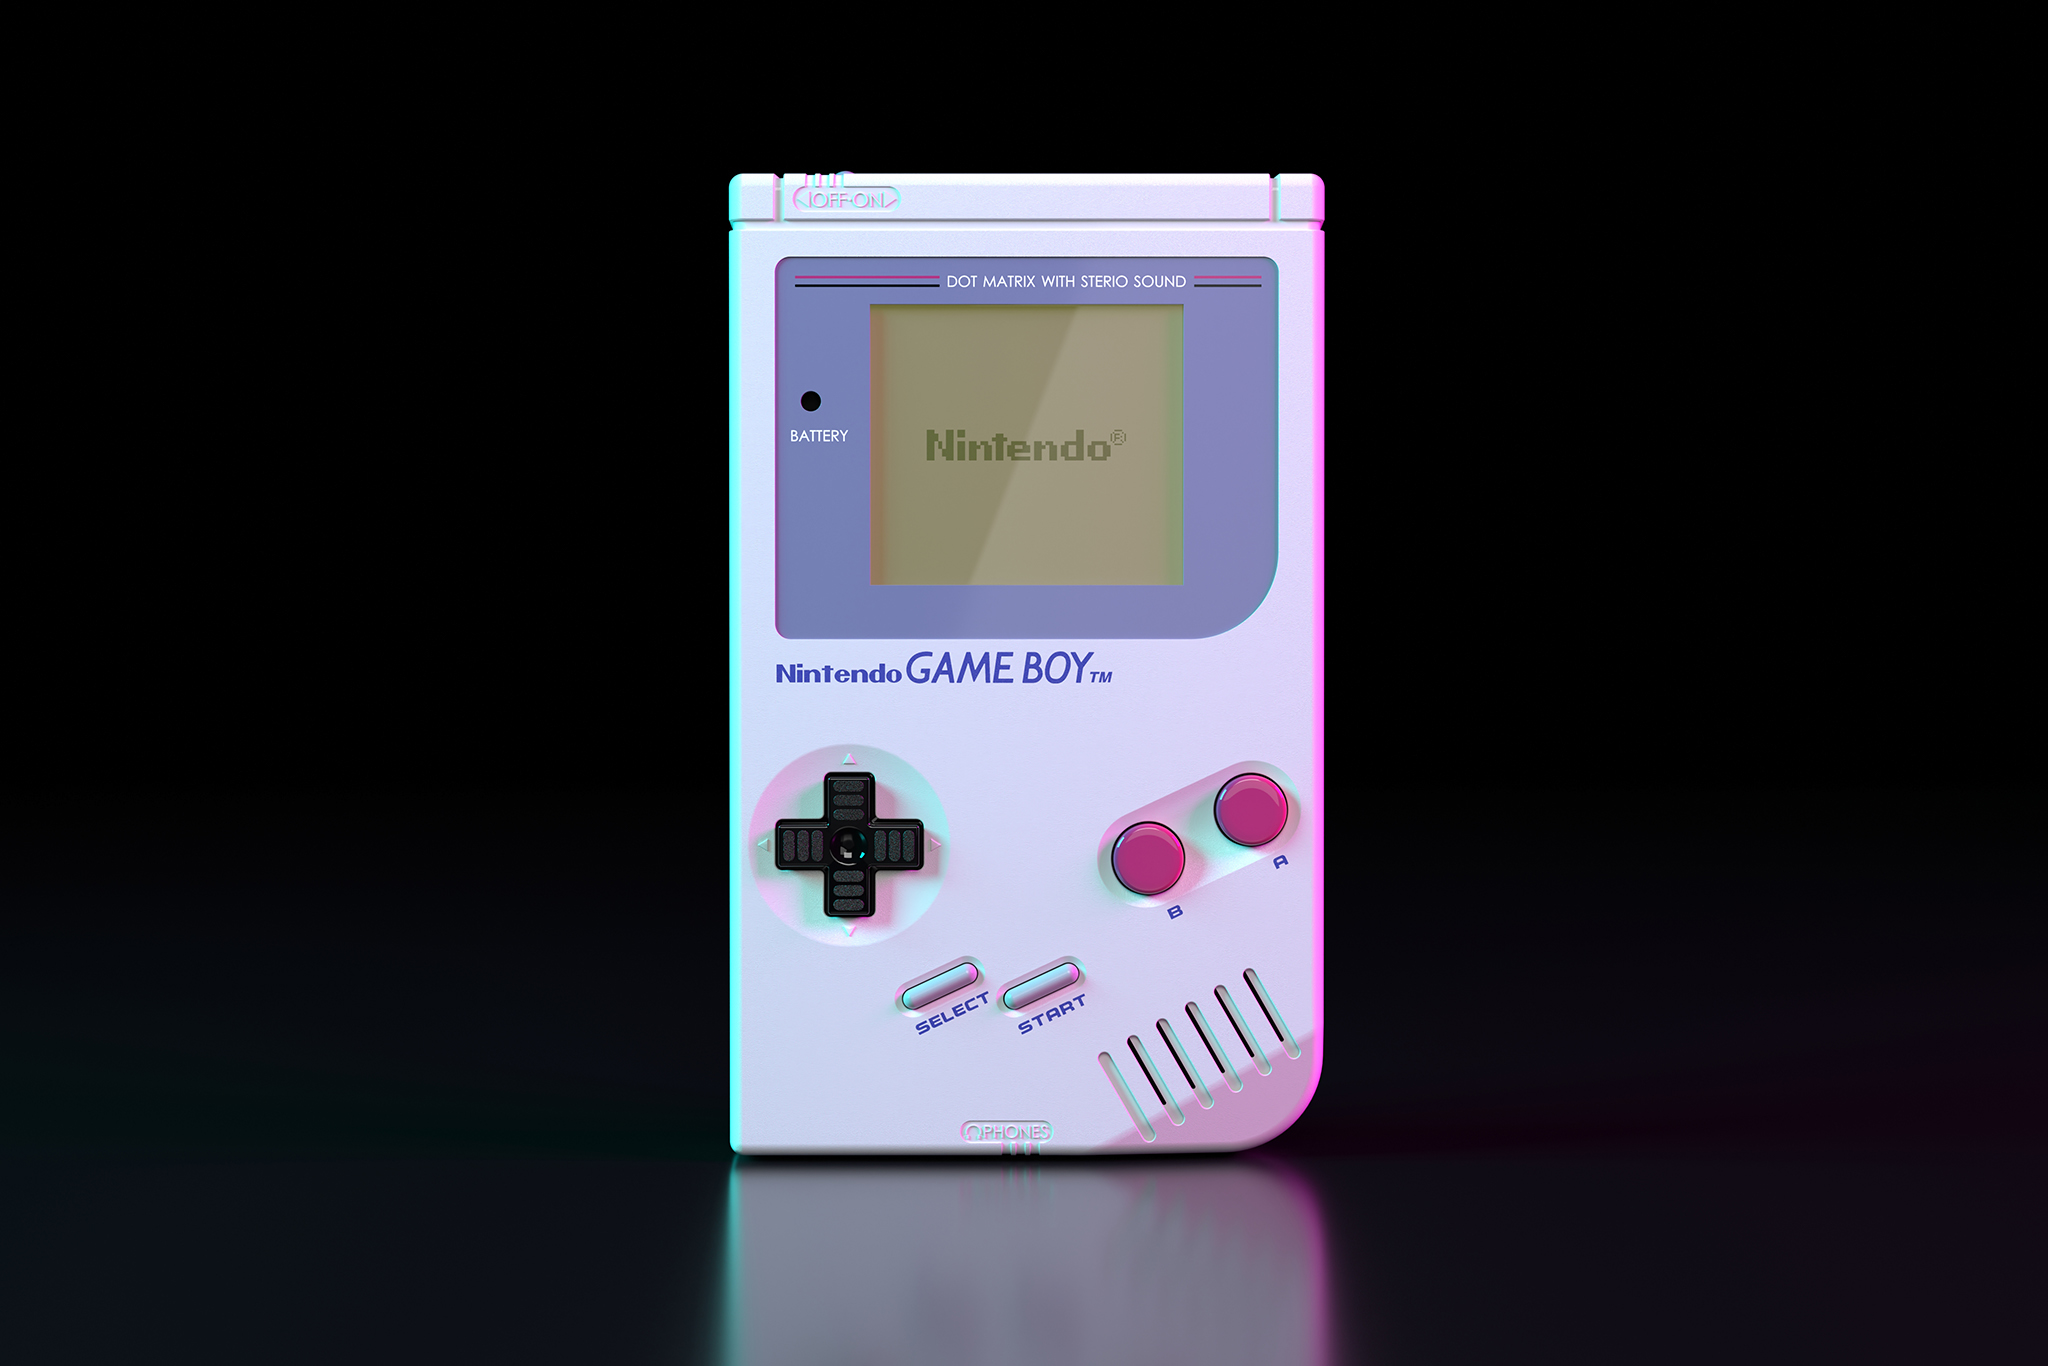 OFF•ON
DOT MATRIX WITH STERIO SOUND
BATTERY
Nintendo®
Nintendo GAME BOY TM
A
B
SELECT
START
PHONES